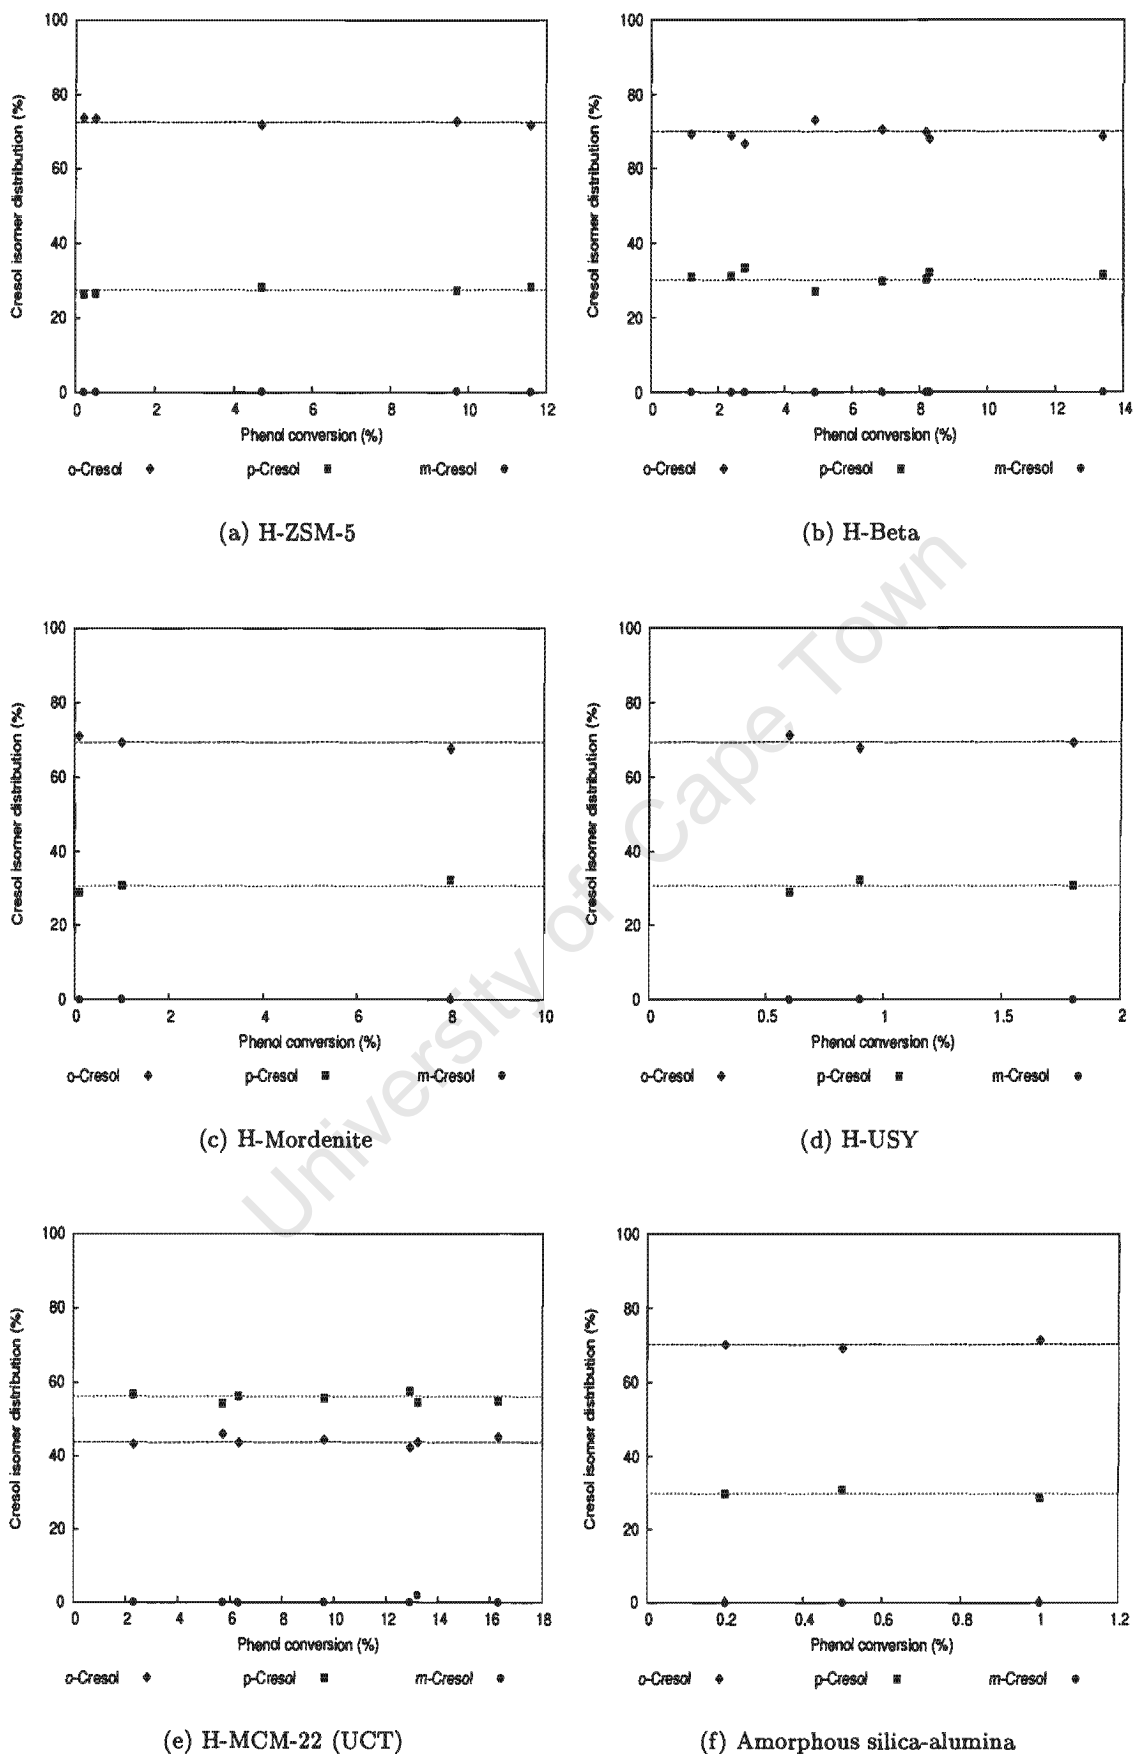 100
80
60
40
20
0
Cresol isomer distribution (%)
0 2 4 6 8 10 12
Phenol conversion (%)
o-Cresol p-Cresol m-Cresol
(a) H-ZSM-5
100
80
60
40
20
0
Cresol isomer distribution (%)
0 2 4 6 8 10 12 14
Phenol conversion (%)
o-Cresol p-Cresol m-Cresol
(b) H-Beta
100
80
60
40
20
0
Cresol isomer distribution (%)
0 2 4 6 8 10
Phenol conversion (%)
o-Cresol p-Cresol m-Cresol
(c) H-Mordenite
100
80
60
40
20
0
Cresol isomer distribution (%)
0 0.5 1 1.5 2
Phenol conversion (%)
o-Cresol p-Cresol m-Cresol
(d) H-USY
100
80
60
40
20
0
Cresol isomer distribution (%)
0 2 4 6 8 10 12 14 16 18
Phenol conversion (%)
o-Cresol p-Cresol m-Cresol
(e) H-MCM-22 (UCT)
100
80
60
40
20
0
Cresol isomer distribution (%)
0 0.2 0.4 0.6 0.8 1 1.2
Phenol conversion (%)
o-Cresol p-Cresol m-Cresol
(f) Amorphous silica-alumina
University of Cape Town